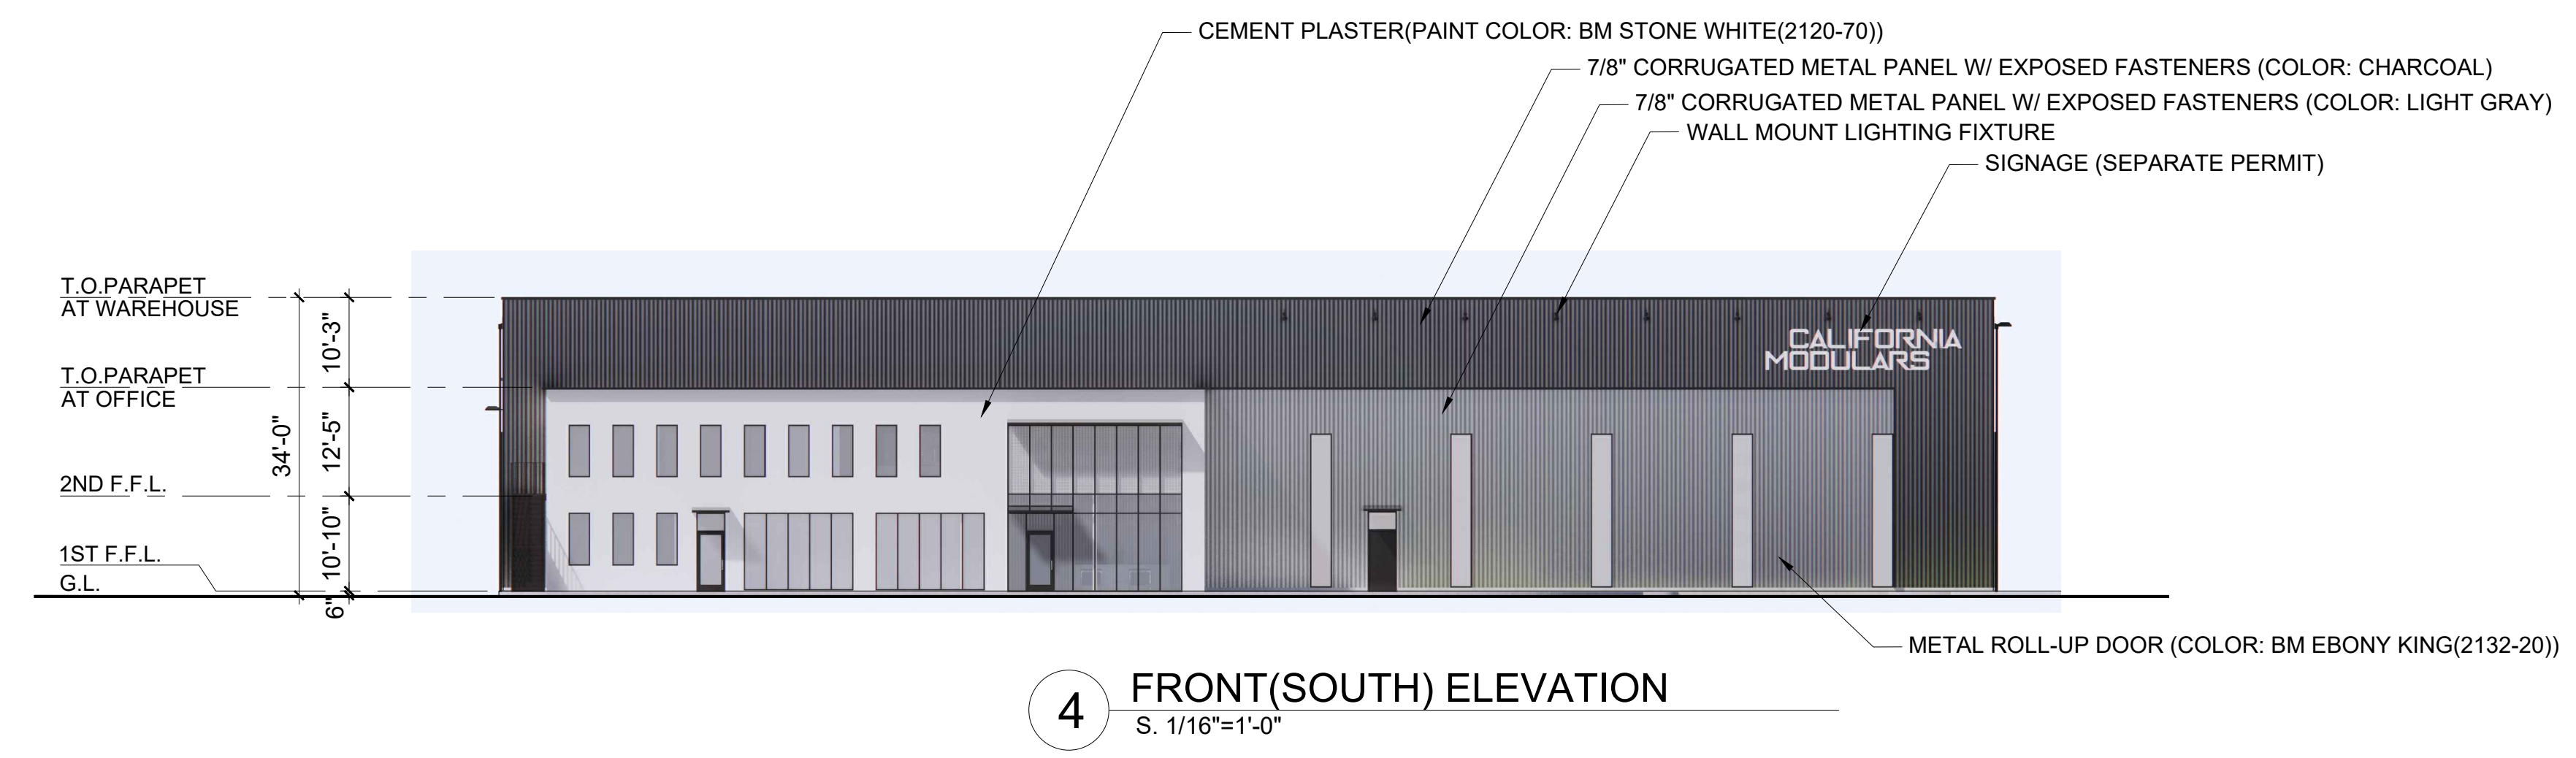 CEMENT PLASTER(PAINT COLOR: BM STONE WHITE(2120-70))
7/8" CORRUGATED METAL PANEL W/ EXPOSED FASTENERS (COLOR: CHARCOAL)
7/8" CORRUGATED METAL PANEL W/ EXPOSED FASTENERS (COLOR: LIGHT GRAY)
WALL MOUNT LIGHTING FIXTURE
SIGNAGE (SEPARATE PERMIT)
T.O.PARAPET
AT WAREHOUSE
T.O.PARAPET
AT OFFICE
2ND F.F.L.
1ST F.F.L.
G.L.
34'-0"
10'-3"
12'-5"
10'-10"
6"
CALIFORNIA
MODULARS
METAL ROLL-UP DOOR (COLOR: BM EBONY KING(2132-20))
4
FRONT(SOUTH) ELEVATION
S. 1/16"=1'-0"